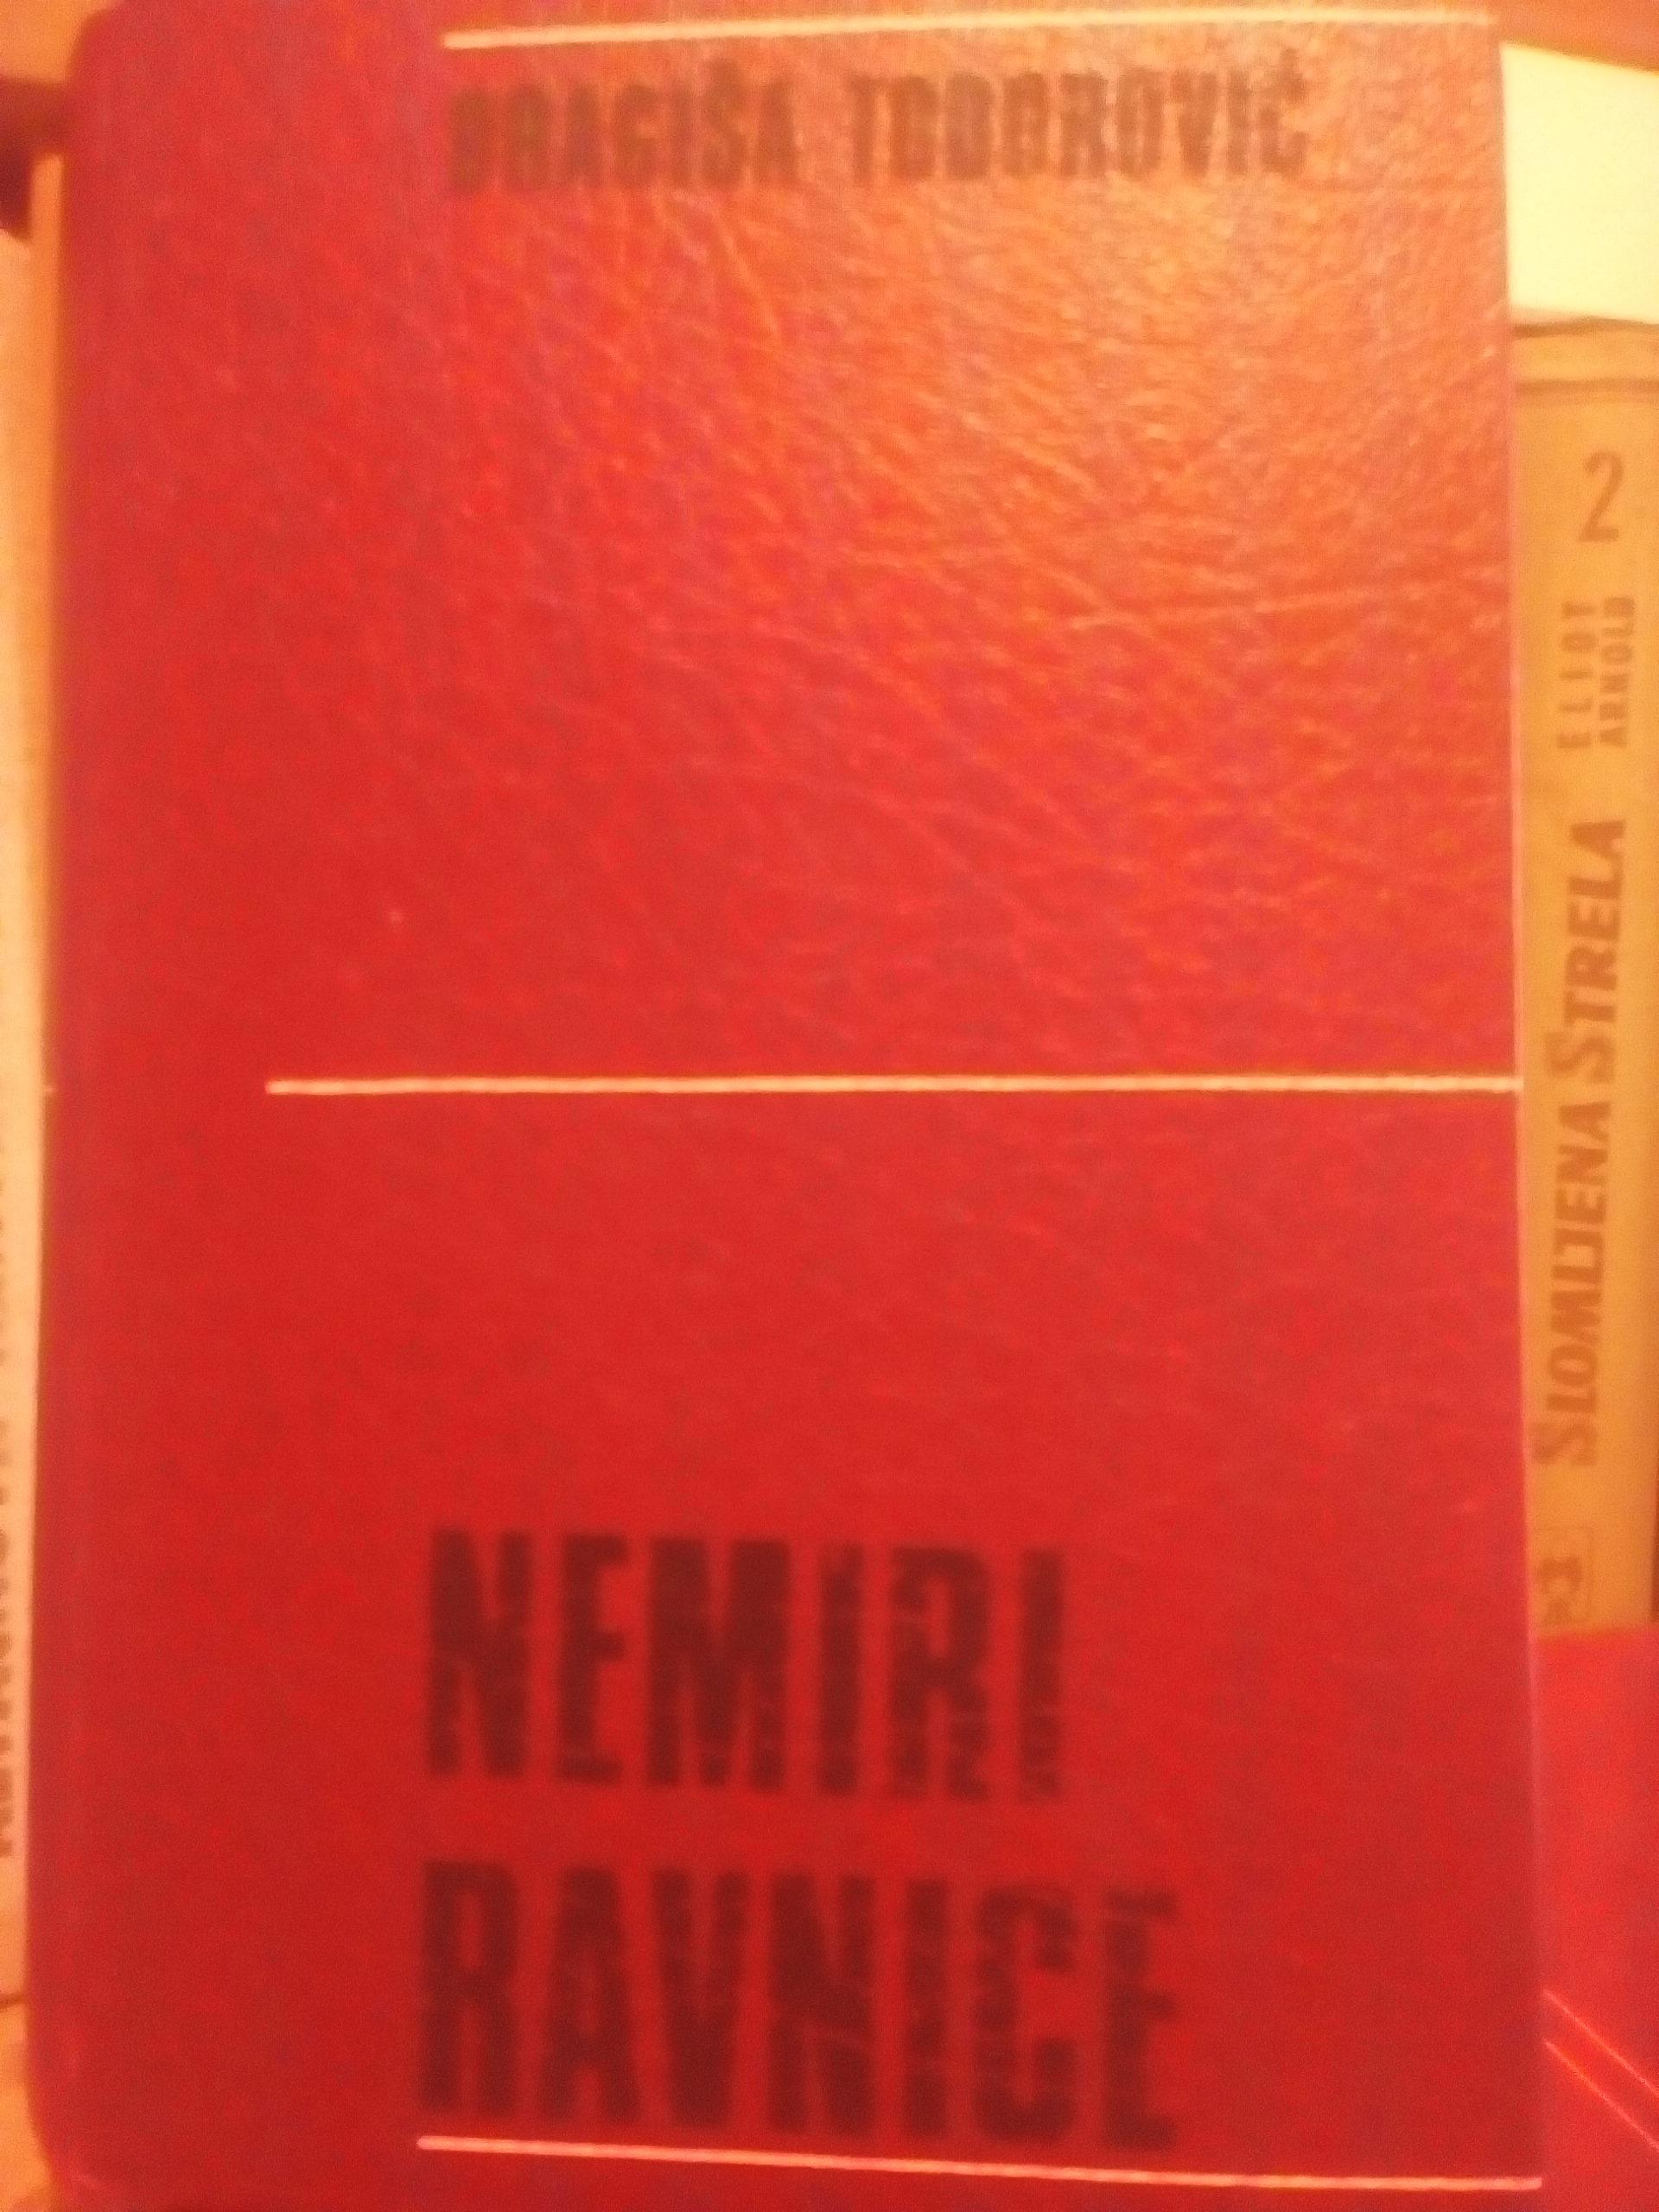 DRAGIŠA TODOROVIĆ
NEMIRI
RAVNICE
2
ELIOT
ARNOLD
SLOMLJENA STRELA